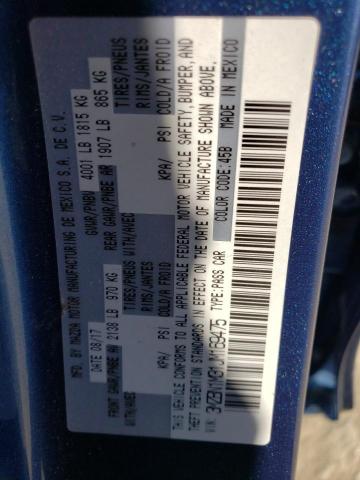 MFD. BY MAZDA MOTOR MANUFACTURING DE MEXICO S.A. DE C.V.
DATE: 08/17 GVWR/PNBV 4001 LB 1815 KG
FRONT GAWR/PNBE AV 2138 LB 970 KG REAR GAWR/PNBE AR 1907 LB 865 KG
WITH/AVEC TIRES/PNEUS WITH/AVEC TIRES/PNEUS
RIMS/JANTES RIMS/JANTES
KPA/ PSI COLD/A FROID KPA/ PSI COLD/A FROID
THIS VEHICLE CONFORMS TO ALL APPLICABLE FEDERAL MOTOR VEHICLE SAFETY, BUMPER, AND
THEFT PREVENTION STANDARDS IN EFFECT ON THE DATE OF MANUFACTURE SHOWN ABOVE.
VIN: TYPE: PASS CAR COLOR CODE: 45B MADE IN MEXICO